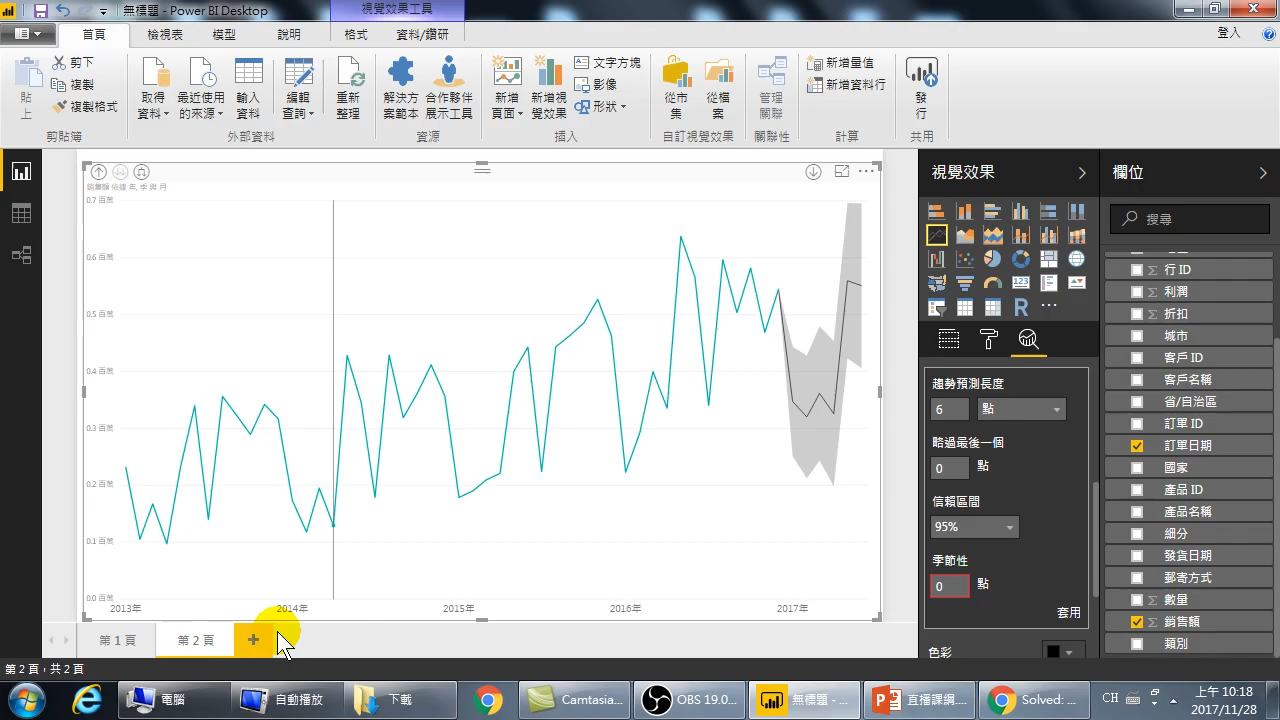 無標題 - Power BI Desktop
視覺效果工具
首頁
檢視表
模型
說明
格式
資料/鑽研
登入
貼上
剪下
複製
複製格式
剪貼簿
取得資料
最近使用的來源
輸入資料
外部資料
編輯查詢
重新整理
解決方案範本
合作夥伴展示工具
資源
新增頁面
新增視覺效果
文字方塊
影像
形狀
插入
從市集
從檔案
自訂視覺效果
管理關聯
關聯性
新增量值
新增資料行
計算
發行
共用
銷售額 依據 年, 季 與 月
0.7 百萬
0.6 百萬
0.5 百萬
0.4 百萬
0.3 百萬
0.2 百萬
0.1 百萬
0.0 百萬
2013年
2014年
2015年
2016年
2017年
第 1 頁
第 2 頁
+
第 2 頁，共 2 頁
視覺效果
123
R
趨勢預測長度
6
點
略過最後一個
0
點
信賴區間
95%
季節性
0
點
套用
色彩
欄位
搜尋
行 ID
利潤
折扣
城市
客戶 ID
客戶名稱
省/自治區
訂單 ID
訂單日期
國家
產品 ID
產品名稱
細分
發貨日期
郵寄方式
數量
銷售額
類別
電腦
自動播放
下載
Camtasia...
OBS 19.0...
無標題 - ...
直播課綱....
Solved: ...
CH
上午 10:18
2017/11/28